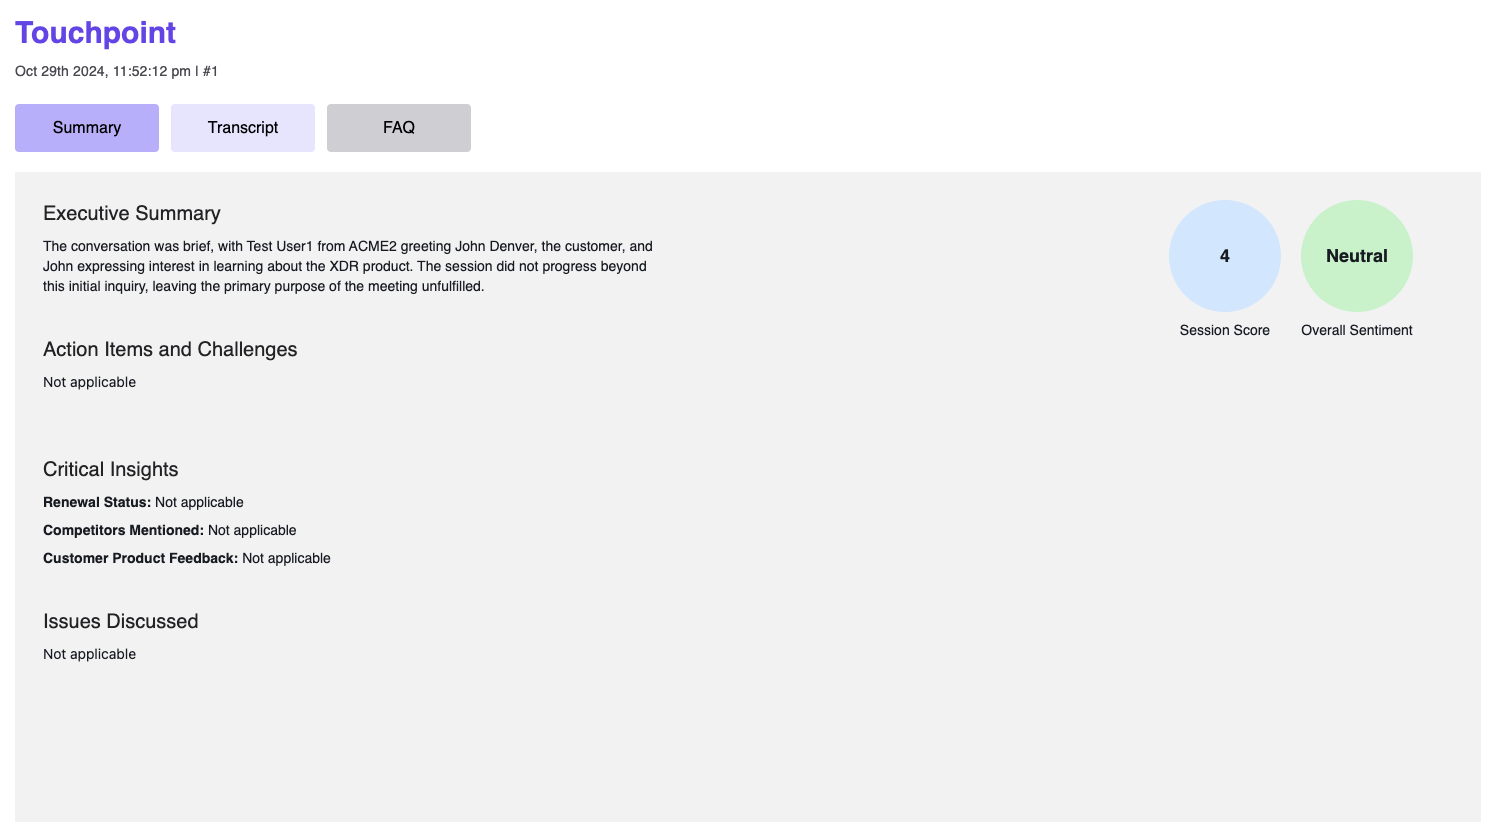 Touchpoint
Oct 29th 2024, 11:52:12 pm | #1
Summary
Transcript
FAQ
Executive Summary
The conversation was brief, with Test User1 from ACME2 greeting John Denver, the customer, and
John expressing interest in learning about the XDR product. The session did not progress beyond
this initial inquiry, leaving the primary purpose of the meeting unfulfilled.
4
Session Score
Neutral
Overall Sentiment
Action Items and Challenges
Not applicable
Critical Insights
Renewal Status: Not applicable
Competitors Mentioned: Not applicable
Customer Product Feedback: Not applicable
Issues Discussed
Not applicable